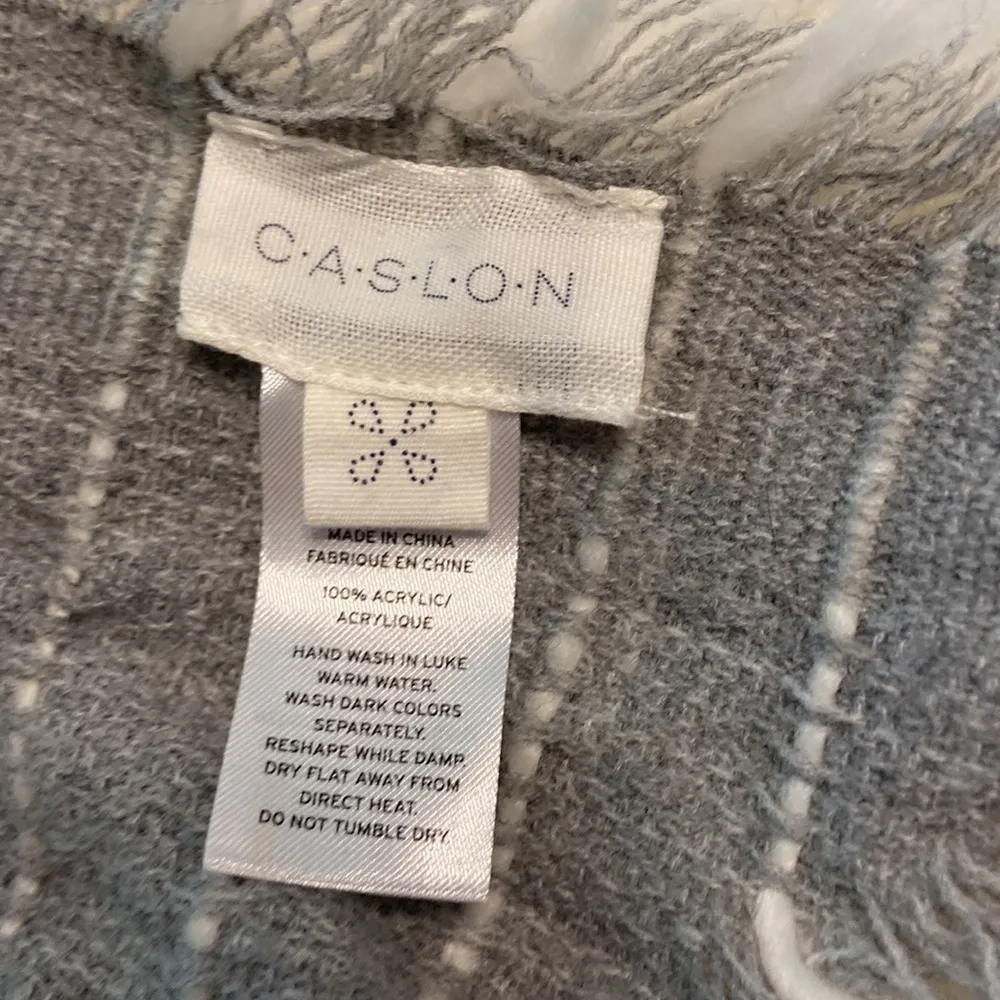 C·A·S·L·O·N
MADE IN CHINA
FABRIQUÉ EN CHINE
100% ACRYLIC/
ACRYLIQUE
HAND WASH IN LUKE
WARM WATER.
WASH DARK COLORS
SEPARATELY.
RESHAPE WHILE DAMP.
DRY FLAT AWAY FROM
DIRECT HEAT.
DO NOT TUMBLE DRY.